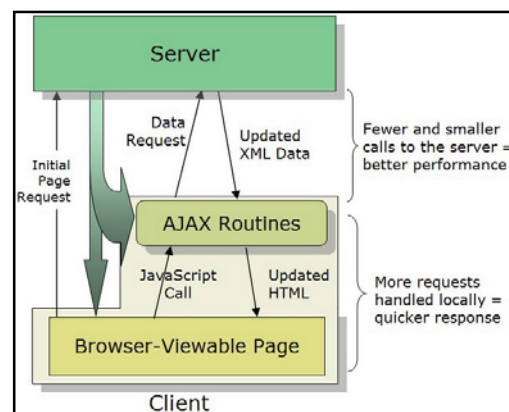 Server
Initial
Page
Request
Data
Request
Updated
XML Data
Fewer and smaller
calls to the server =
better performance
AJAX Routines
JavaScript
Call
Updated
HTML
More requests
handled locally =
quicker response
Browser-Viewable Page
Client